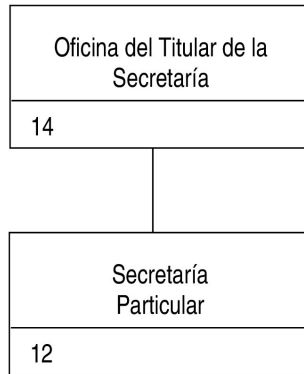 Oficina del Titular de la
Secretaría
14
Secretaría
Particular
12